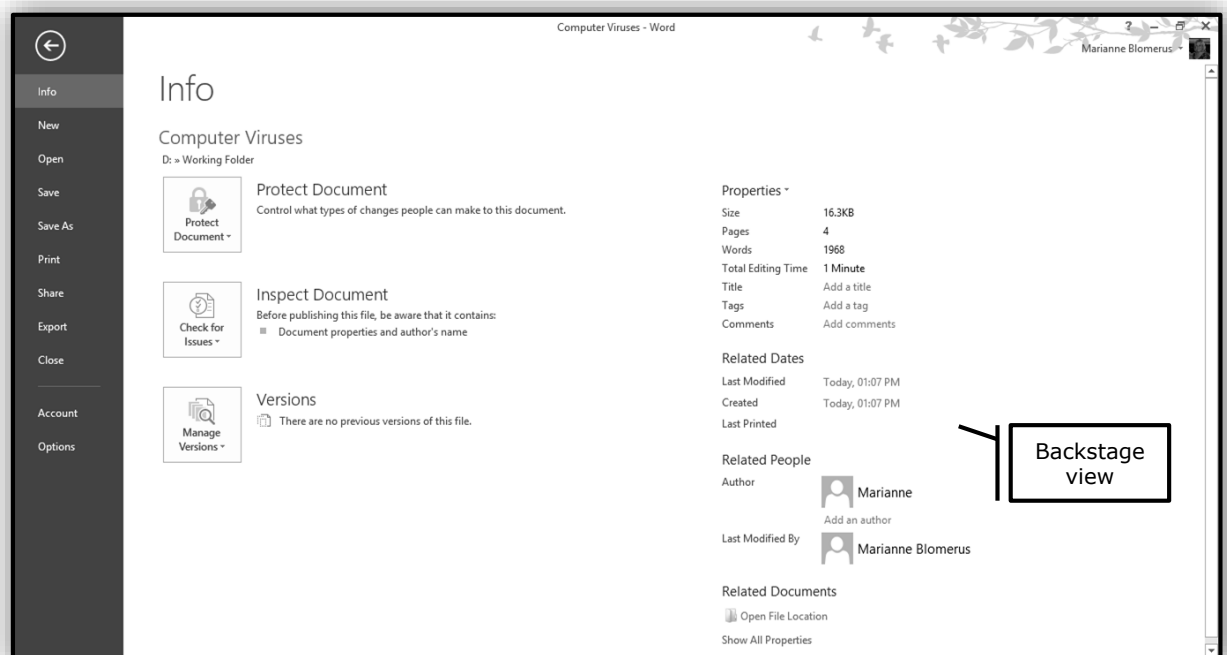 Computer Viruses - Word
?
Marianne Blomerus
Info
New
Open
Save
Save As
Print
Share
Export
Close
Account
Options
Info
Computer Viruses
D: » Working Folder
Protect
Document
Protect Document
Control what types of changes people can make to this document.
Check for
Issues
Inspect Document
Before publishing this file, be aware that it contains:
Document properties and author's name
Manage
Versions
Versions
There are no previous versions of this file.
Properties
Size 16.3KB
Pages 4
Words 1968
Total Editing Time 1 Minute
Title Add a title
Tags Add a tag
Comments Add comments
Related Dates
Last Modified Today, 01:07 PM
Created Today, 01:07 PM
Last Printed
Related People
Author Marianne
Add an author
Last Modified By Marianne Blomerus
Related Documents
Open File Location
Show All Properties
Backstage
view